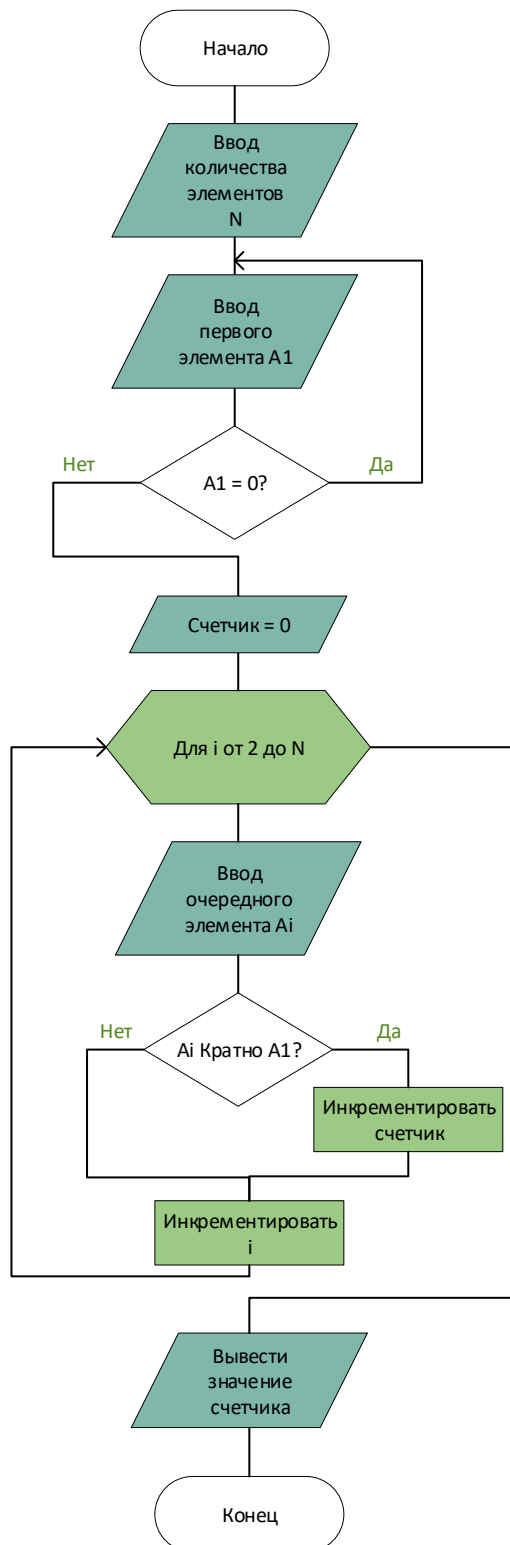 Начало
Ввод
количества
элементов
N
Ввод
первого
элемента A1
Нет
Да
A1 = 0?
Счетчик = 0
Для i от 2 до N
Ввод
очередного
элемента Ai
Нет
Да
Ai Кратно A1?
Инкрементировать
счетчик
Инкрементировать
i
Вывести
значение
счетчика
Конец